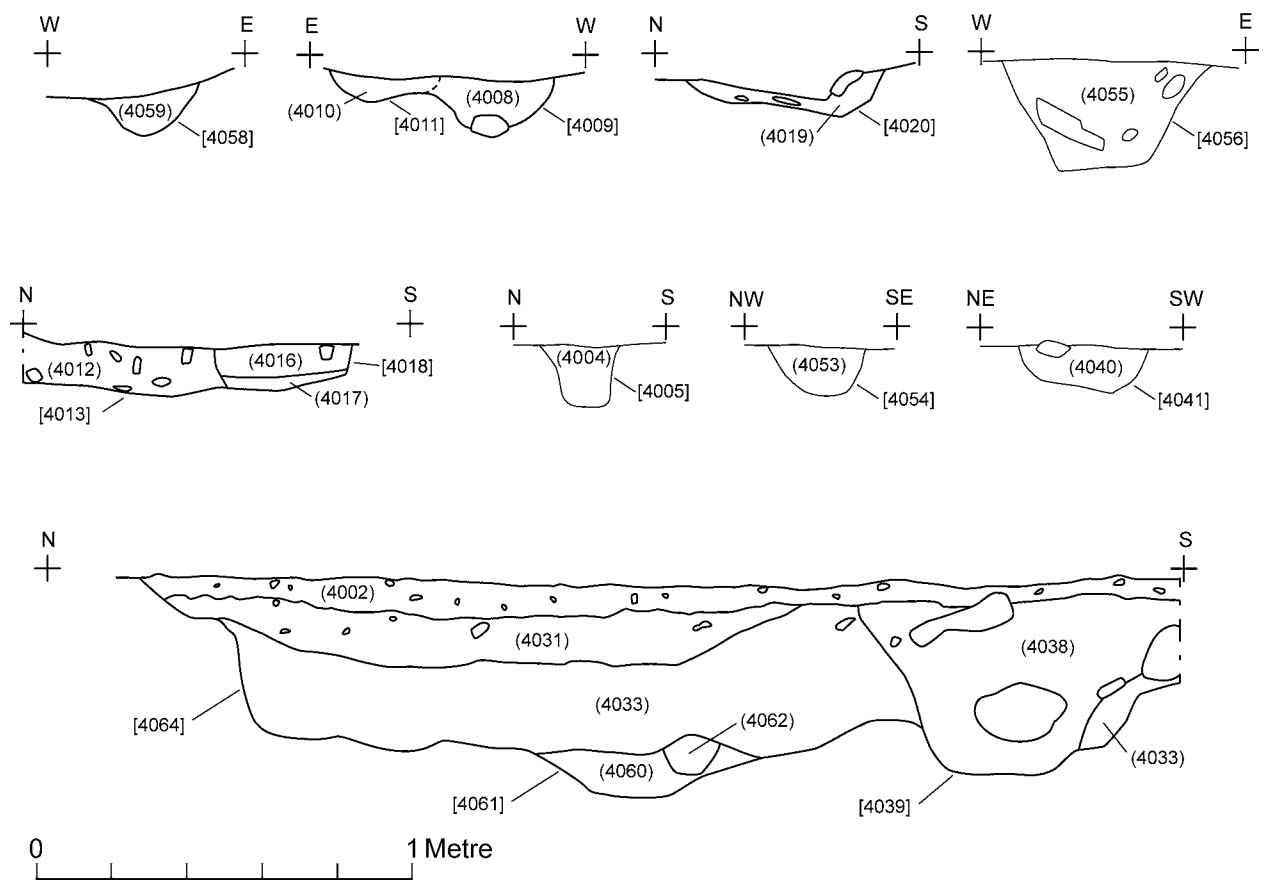 W E E W N S W E
(4059) [4058]
(4010) [4011] (4008) [4009]
(4019) [4020]
(4055) [4056]
N S N S NW SE NE SW
(4012) [4013] (4016) [4018] (4017)
(4004) [4005]
(4053) [4054]
(4040) [4041]
N S
(4002)
(4031)
(4038)
(4033)
[4064] (4062)
(4060) (4033)
[4061] [4039]
0 1 Metre